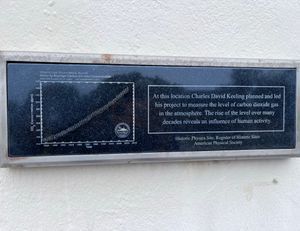 At this location Charles David Keeling planned and led
his project to measure the level of carbon dioxide gas
in the atmosphere. The rise of the level over many
decades reveals an influence of human activity.
Historic Physics Site, Register of Historic Sites
American Physical Society